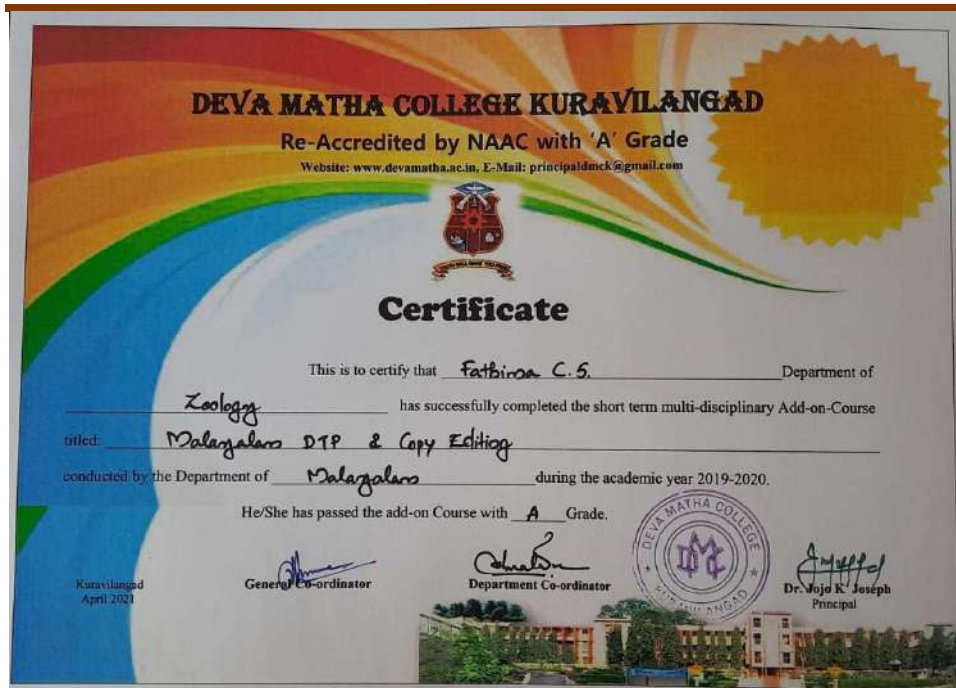 DEVA MATHA COLLEGE KURAVILANGAD
Re-Accredited by NAAC with 'A' Grade
Website: www.devamatha.ac.in, E-Mail: principaldmck@gmail.com
Certificate
This is to certify that Fathima C.S. Department of
Zoology has successfully completed the short term multi-disciplinary Add-on-Course
titled: Malayalam DTP & Copy Editing
conducted by the Department of Malayalam during the academic year 2019-2020.
He/She has passed the add-on Course with A Grade.
DEVA MATHA COLLEGE
DMC
KURAVILANGAD
Kuravilangad
April 2021
General Co-ordinator
Department Co-ordinator
Dr. Jojo K. Joseph
Principal